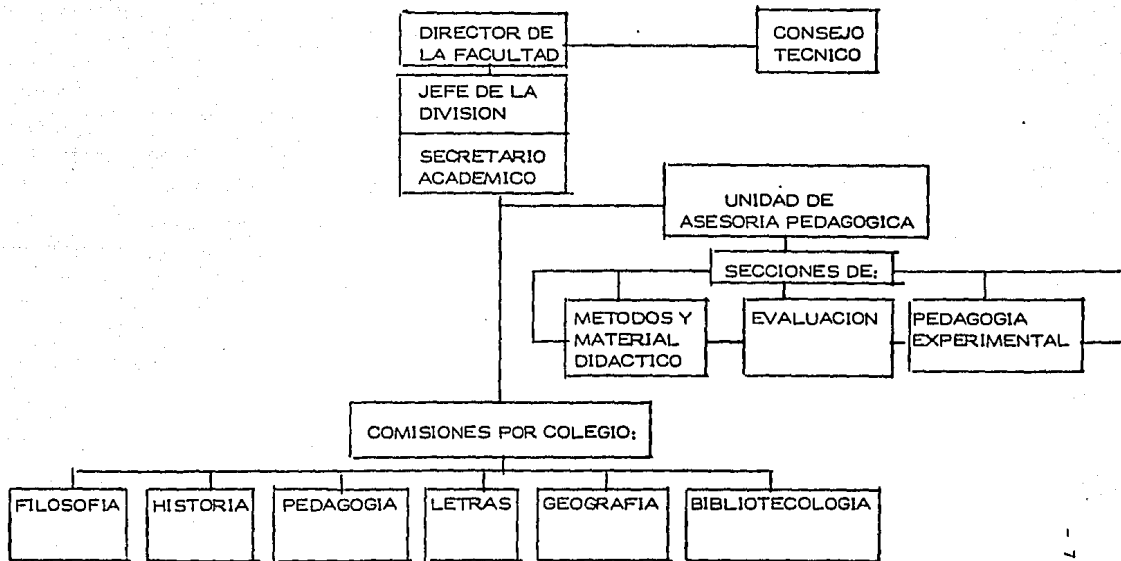 DIRECTOR DE
LA FACULTAD
CONSEJO
TECNICO
JEFE DE LA
DIVISION
SECRETARIO
ACADEMICO
UNIDAD DE
ASESORIA PEDAGOGICA
SECCIONES DE:
METODOS Y
MATERIAL
DIDACTICO
EVALUACION
PEDAGOGIA
EXPERIMENTAL
COMISIONES POR COLEGIO:
FILOSOFIA
HISTORIA
PEDAGOGIA
LETRAS
GEOGRAFIA
BIBLIOTECOLOGIA